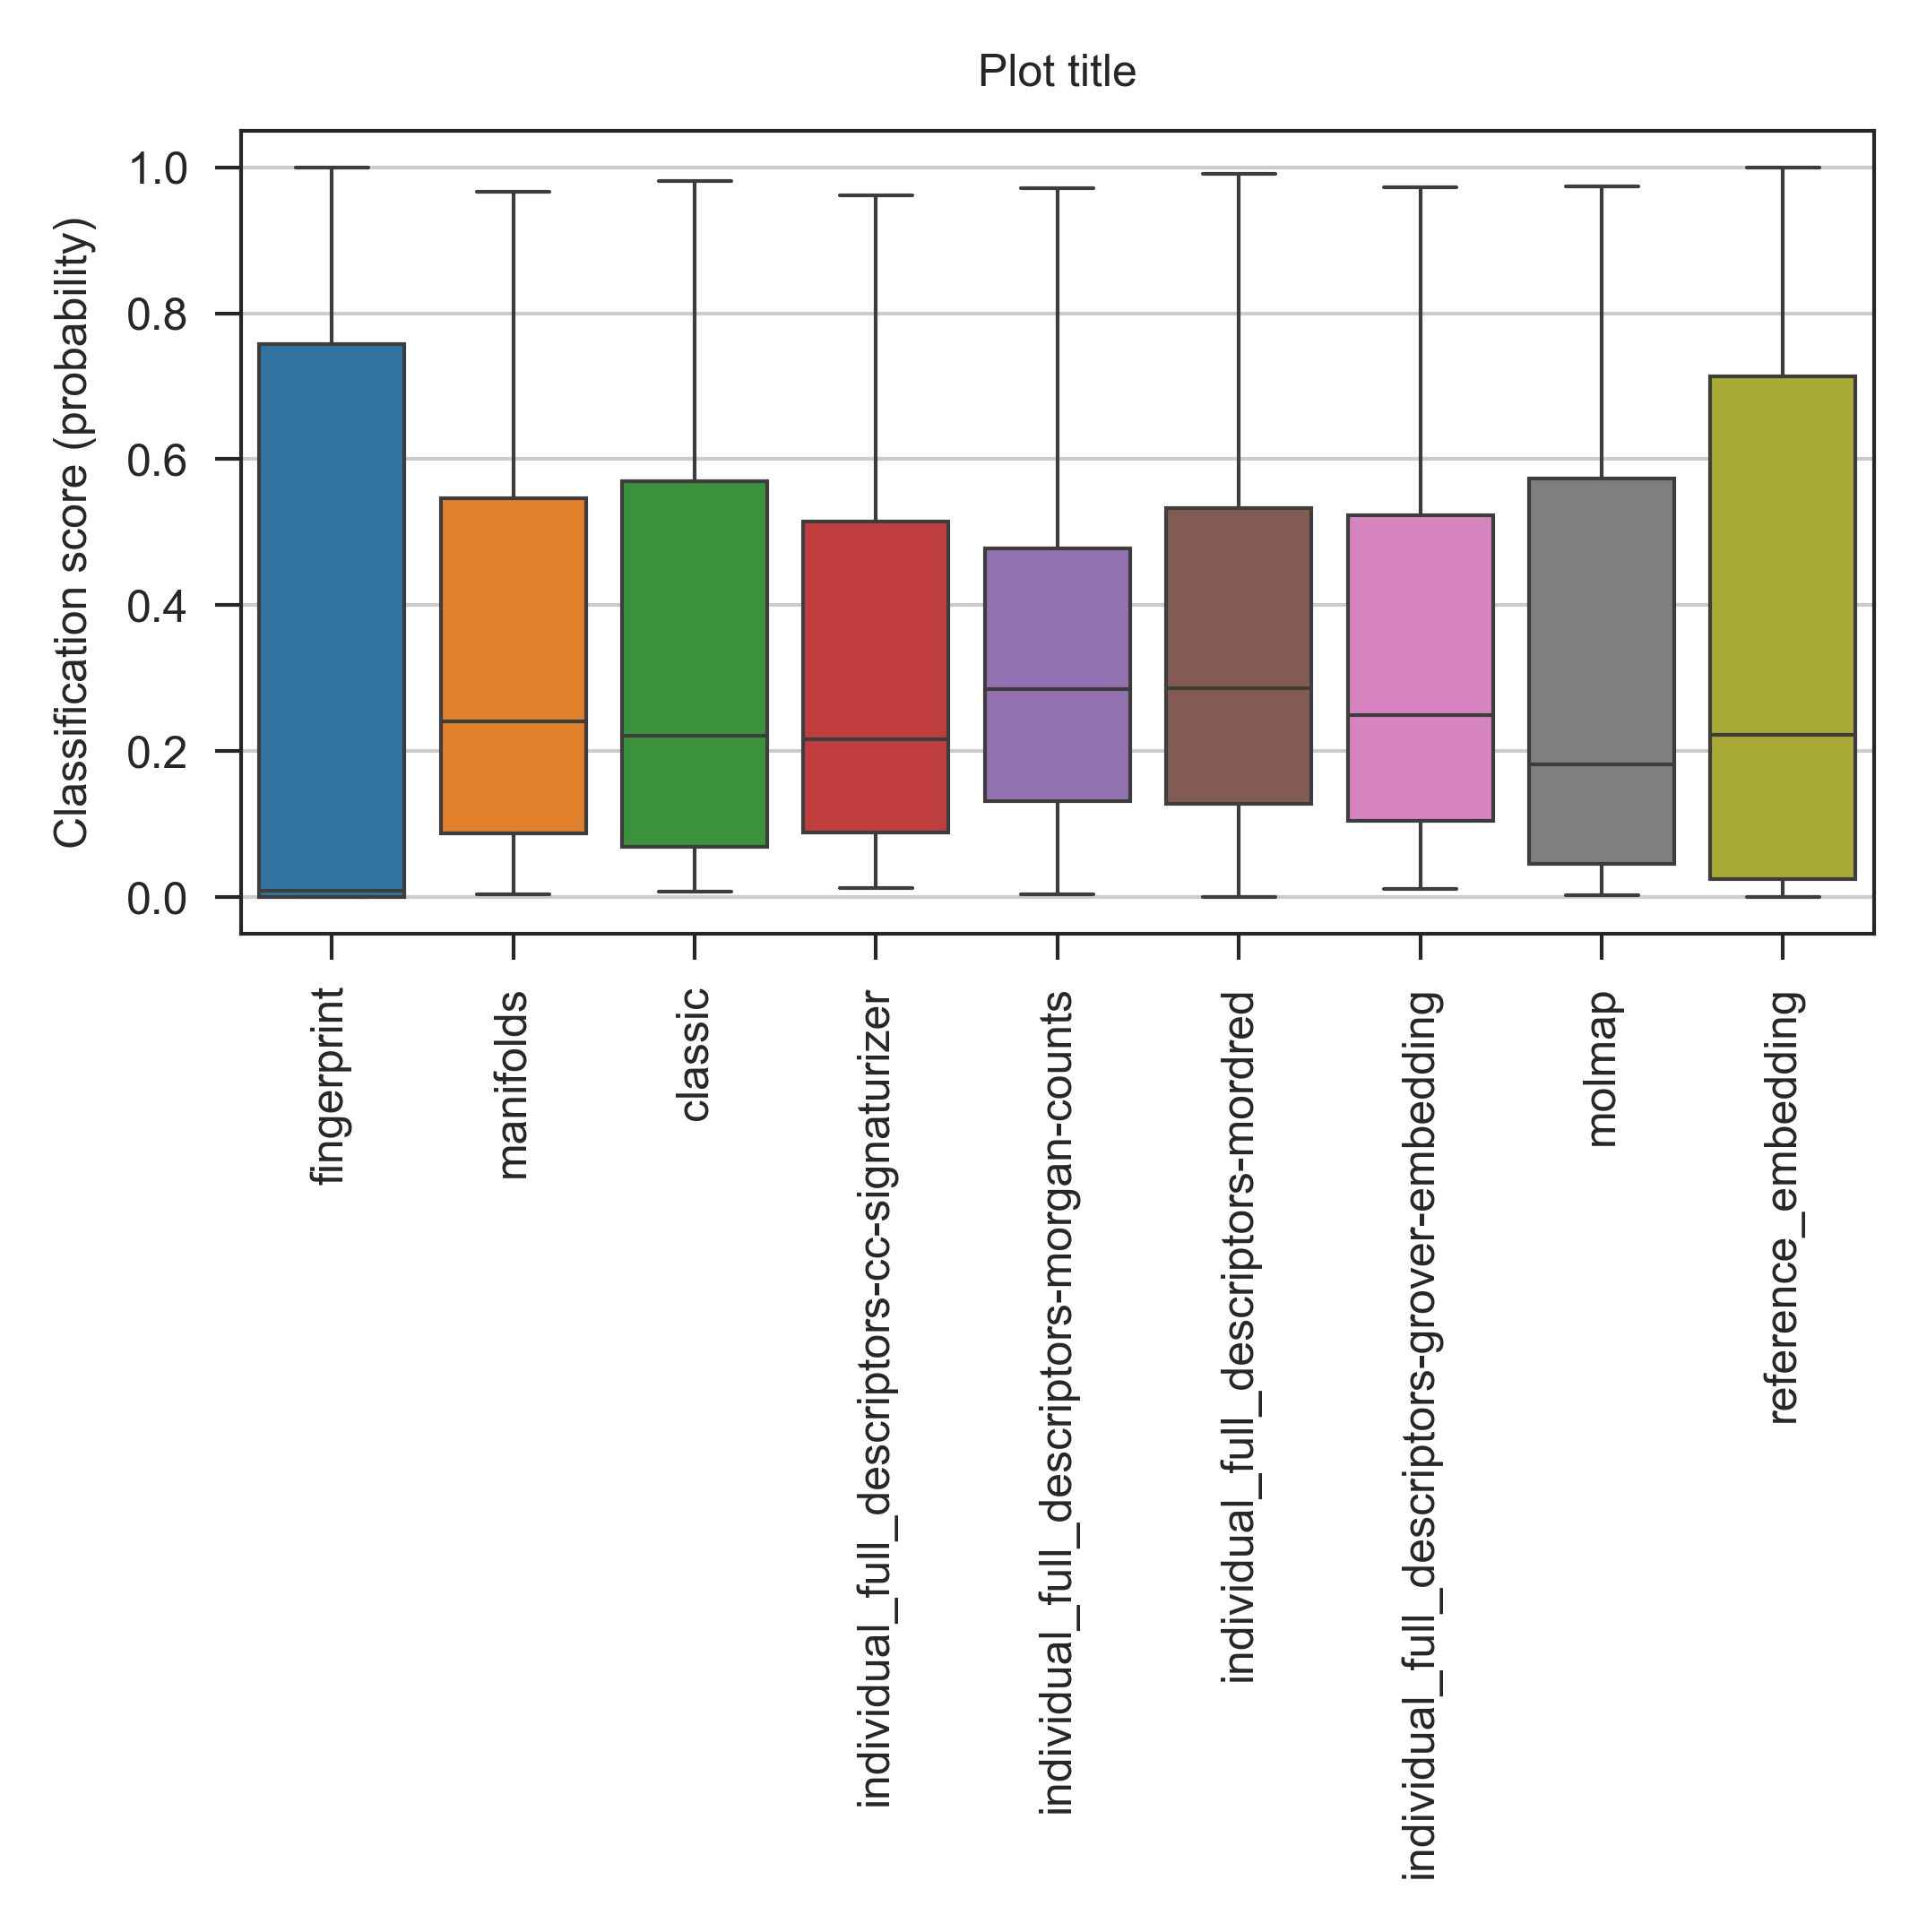 Plot title
Classification score (probability)
1.0
0.8
0.6
0.4
0.2
0.0
fingerprint
manifolds
classic
individual_full_descriptors-cc-signaturizer
individual_full_descriptors-morgan-counts
individual_full_descriptors-mordred
individual_full_descriptors-grover-embedding
molmap
reference_embedding